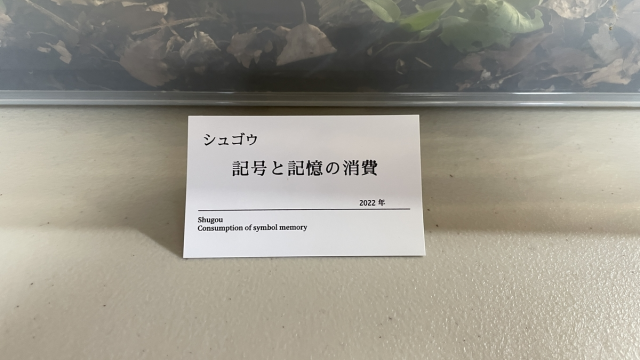 シュゴウ
記号と記憶の消費
2022 年
Shugou
Consumption of symbol memory